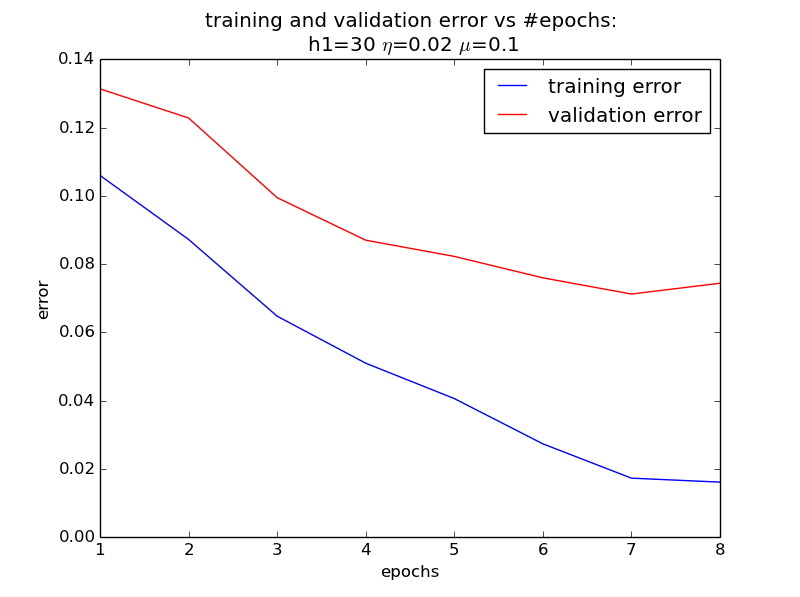 training and validation error vs #epochs:
h1=30 η=0.02 μ=0.1
training error
validation error
error
0.14
0.12
0.10
0.08
0.06
0.04
0.02
0.00
1 2 3 4 5 6 7 8
epochs